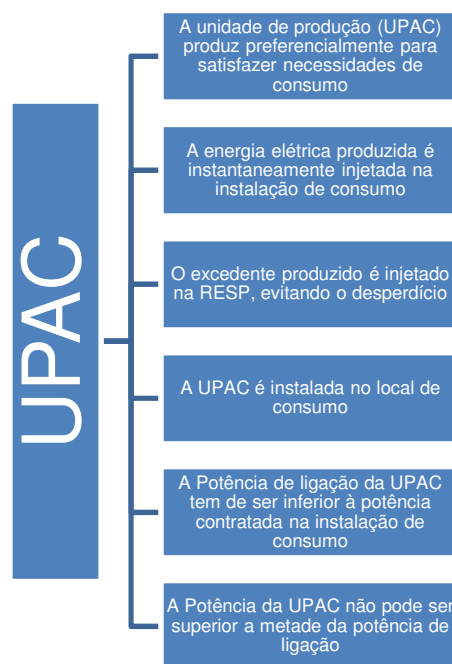 UPAC
A unidade de produção (UPAC)
produz preferencialmente para
satisfazer necessidades de
consumo
A energia elétrica produzida é
instantaneamente injetada na
instalação de consumo
O excedente produzido é injetado
na RESP, evitando o desperdício
A UPAC é instalada no local de
consumo
A Potência de ligação da UPAC
tem de ser inferior à potência
contratada na instalação de
consumo
A Potência da UPAC não pode ser
superior a metade da potência de
ligação